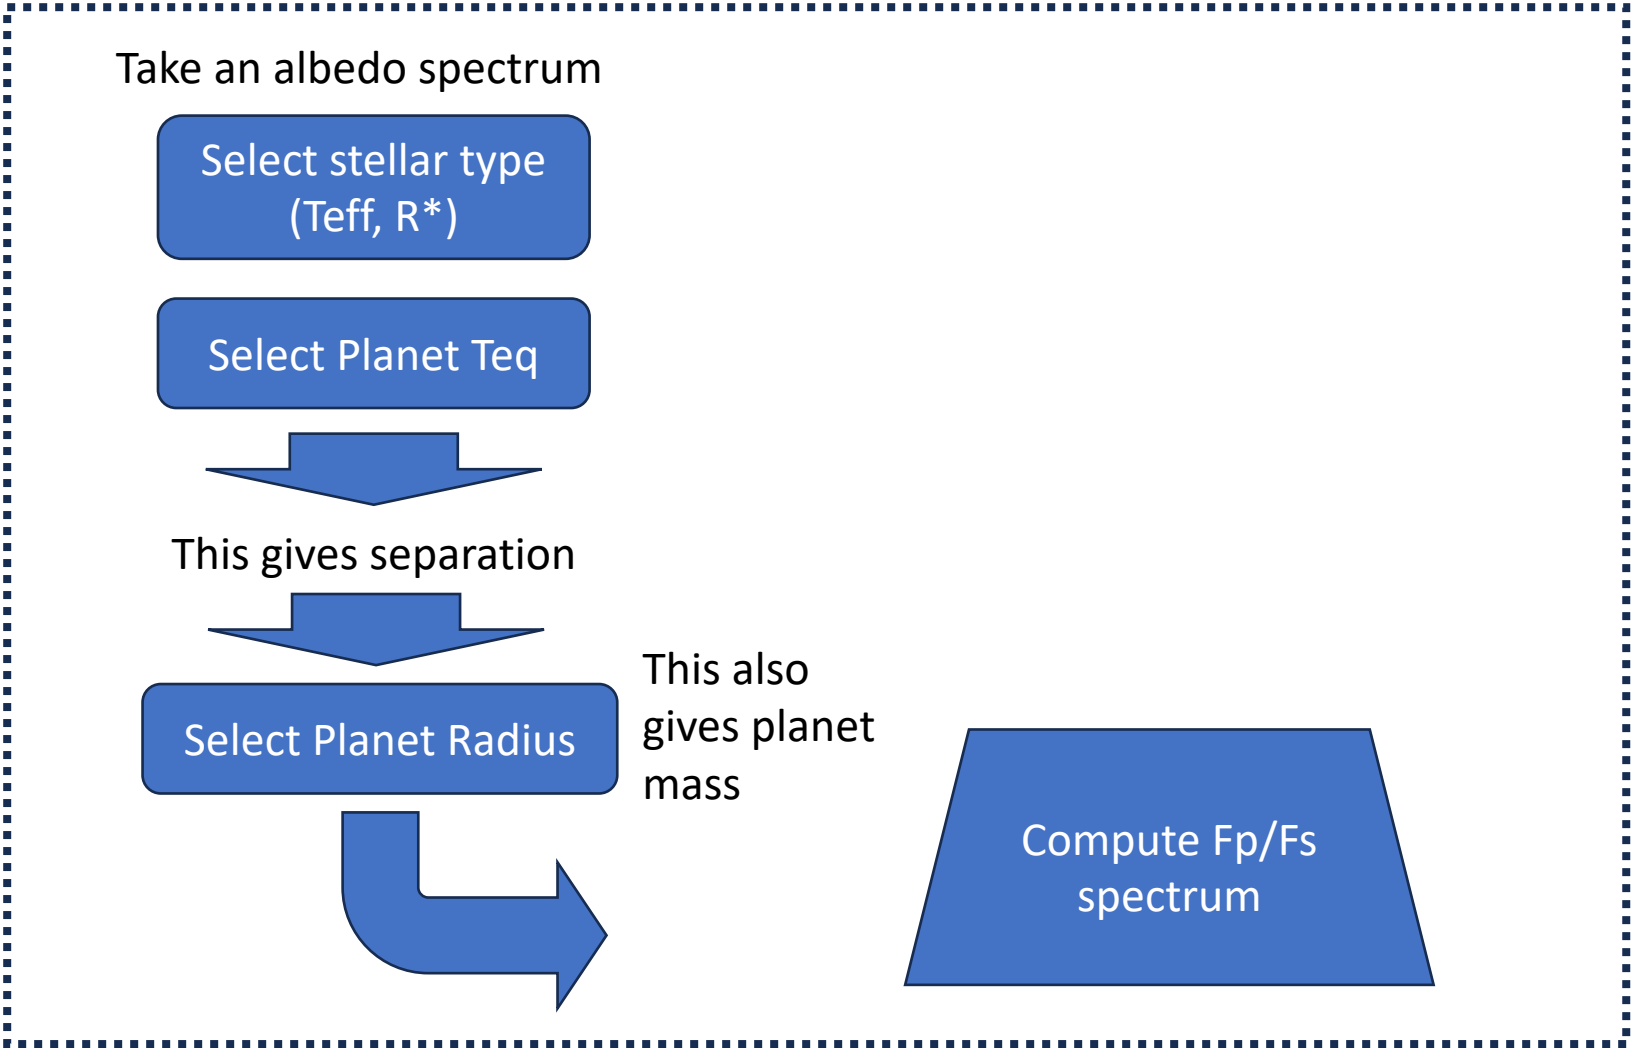 Take an albedo spectrum
Select stellar type
(Teff, R*)
Select Planet Teq
This gives separation
Select Planet Radius
This also
gives planet
mass
Compute Fp/Fs
spectrum